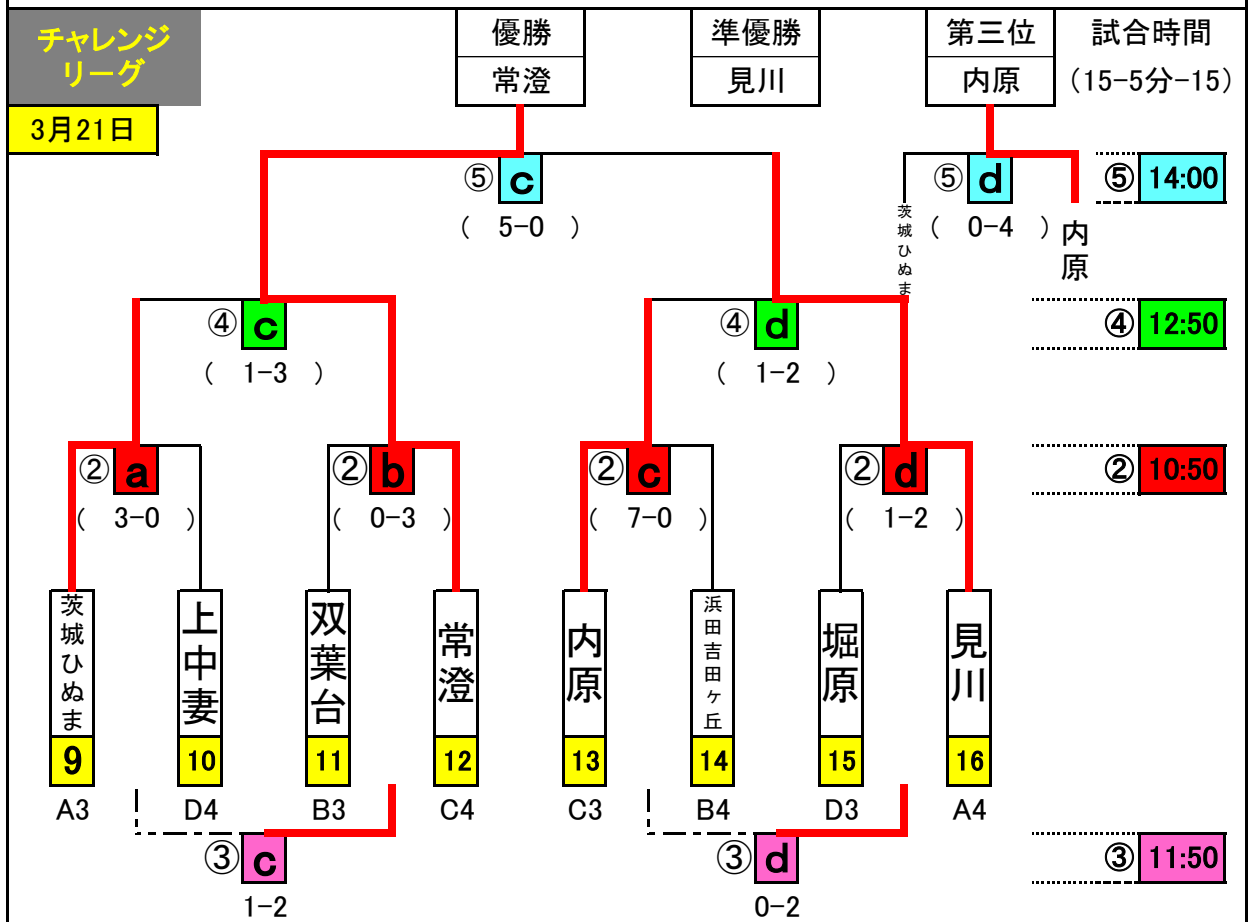 チャレンジ
リーグ
3月21日
優勝
常澄
準優勝
見川
第三位
内原
試合時間
(15-5分-15)
⑤ c
( 5-0 )
⑤ d
( 0-4 )
茨城ひぬま
内原
⑤ 14:00
④ c
( 1-3 )
④ d
( 1-2 )
④ 12:50
② a
( 3-0 )
② b
( 0-3 )
② c
( 7-0 )
② d
( 1-2 )
② 10:50
茨城ひぬま
上中妻
双葉台
常澄
内原
浜田吉田ヶ丘
堀原
見川
9 10 11 12 13 14 15 16
A3 D4 B3 C4 C3 B4 D3 A4
③ c
1-2
③ d
0-2
③ 11:50